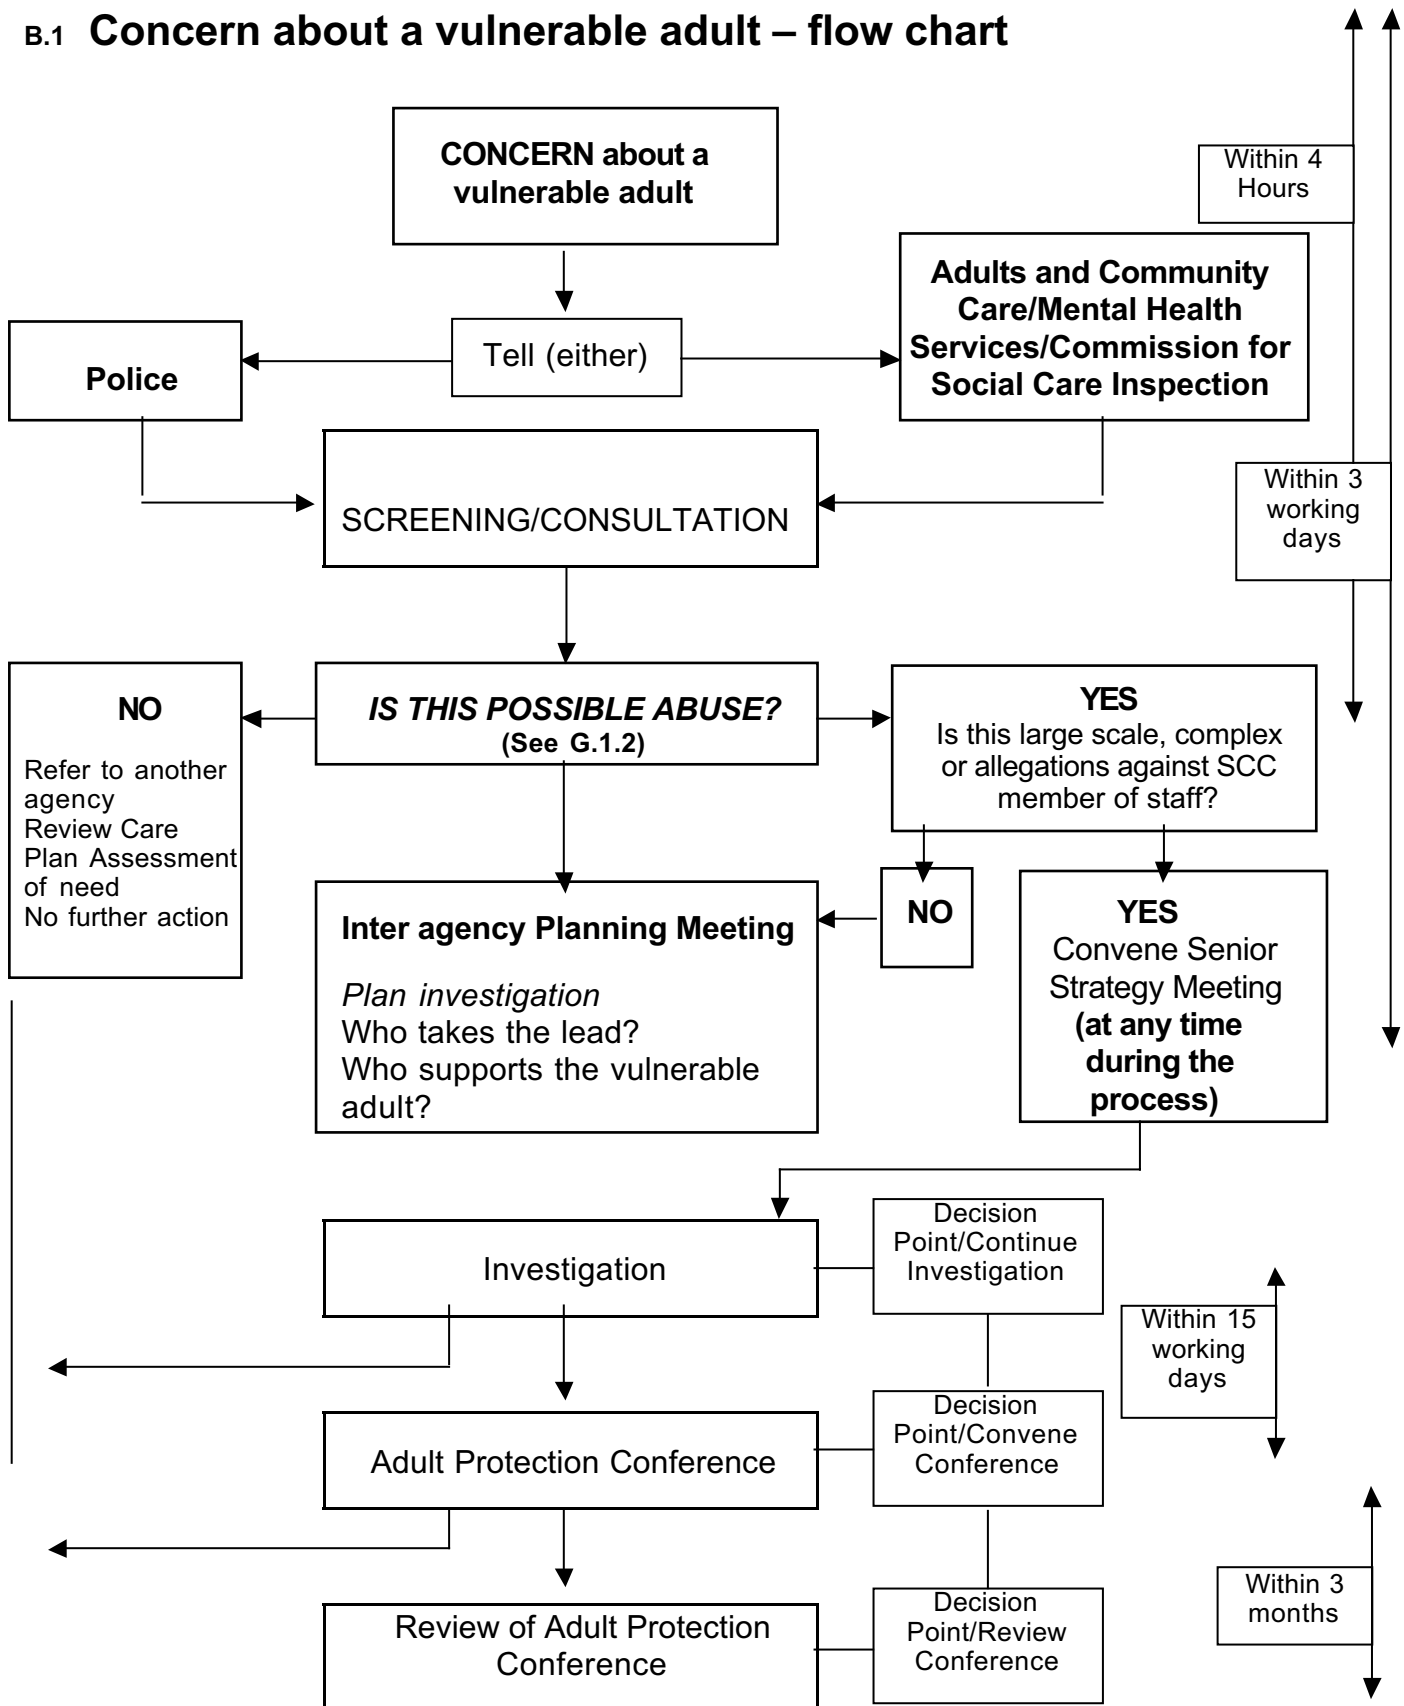 B.1 Concern about a vulnerable adult – flow chart
CONCERN about a
vulnerable adult
Within 4
Hours
Adults and Community
Care/Mental Health
Services/Commission for
Social Care Inspection
Tell (either)
Police
Within 3
working
days
SCREENING/CONSULTATION
NO
Refer to another
agency
Review Care
Plan Assessment
of need
No further action
IS THIS POSSIBLE ABUSE?
(See G.1.2)
YES
Is this large scale, complex
or allegations against SCC
member of staff?
NO
YES
Convene Senior
Strategy Meeting
(at any time
during the
process)
Inter agency Planning Meeting
Plan investigation
Who takes the lead?
Who supports the vulnerable
adult?
Investigation
Decision
Point/Continue
Investigation
Within 15
working
days
Adult Protection Conference
Decision
Point/Convene
Conference
Review of Adult Protection
Conference
Decision
Point/Review
Conference
Within 3
months